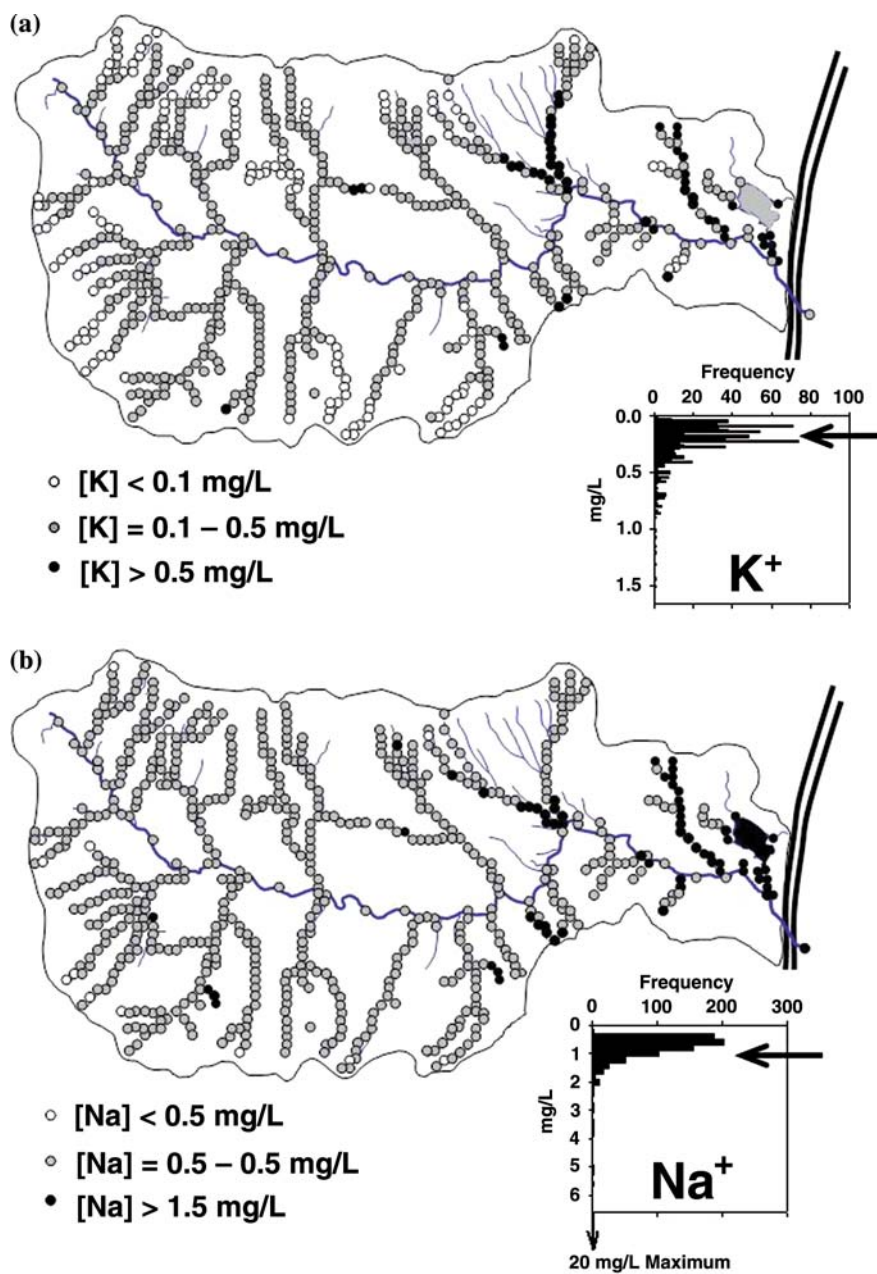 (a)
Frequency
0 20 40 60 80 100
0.0
0.5
1.0
1.5
mg/L
K+
[K] < 0.1 mg/L
[K] = 0.1 – 0.5 mg/L
[K] > 0.5 mg/L
(b)
Frequency
0 100 200 300
0
1
2
3
4
5
6
mg/L
Na+
20 mg/L Maximum
[Na] < 0.5 mg/L
[Na] = 0.5 – 0.5 mg/L
[Na] > 1.5 mg/L